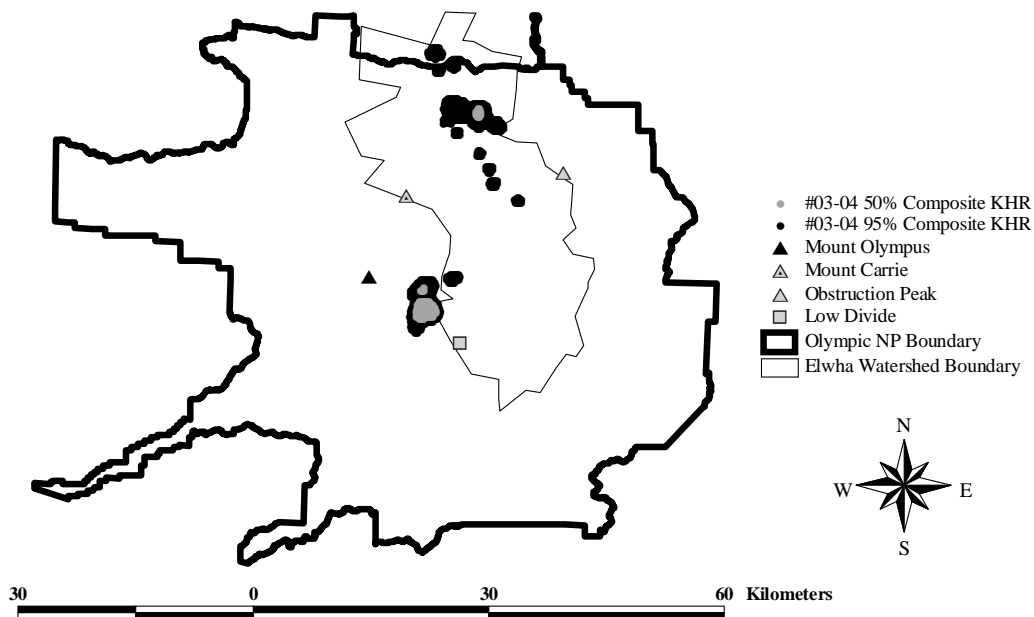 #03-04 50% Composite KHR
#03-04 95% Composite KHR
Mount Olympus
Mount Carrie
Obstruction Peak
Low Divide
Olympic NP Boundary
Elwha Watershed Boundary
N
W E
S
30 0 30 60 Kilometers